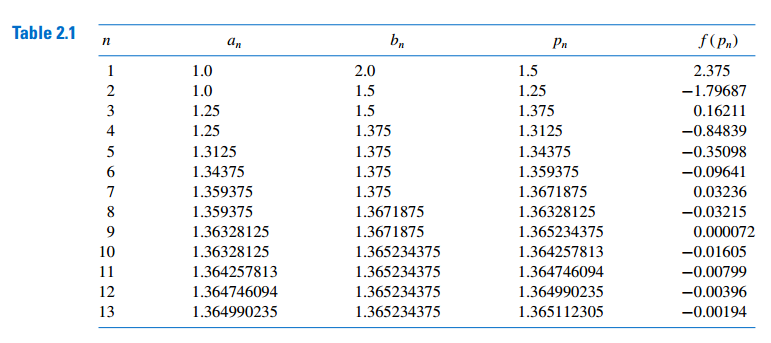 Table 2.1
n aₙ bₙ pₙ f(pₙ)
1 1.0 2.0 1.5 2.375
2 1.0 1.5 1.25 −1.79687
3 1.25 1.5 1.375 0.16211
4 1.25 1.375 1.3125 −0.84839
5 1.3125 1.375 1.34375 −0.35098
6 1.34375 1.375 1.359375 −0.09641
7 1.359375 1.375 1.3671875 0.03236
8 1.359375 1.3671875 1.36328125 −0.03215
9 1.36328125 1.3671875 1.365234375 0.000072
10 1.36328125 1.365234375 1.364257813 −0.01605
11 1.364257813 1.365234375 1.364746094 −0.00799
12 1.364746094 1.365234375 1.364990235 −0.00396
13 1.364990235 1.365234375 1.365112305 −0.00194